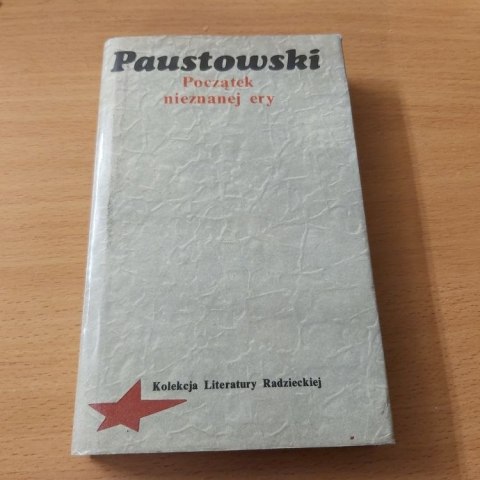 Paustowski
Początek
nieznanej ery
Kolekcja Literatury Radzieckiej